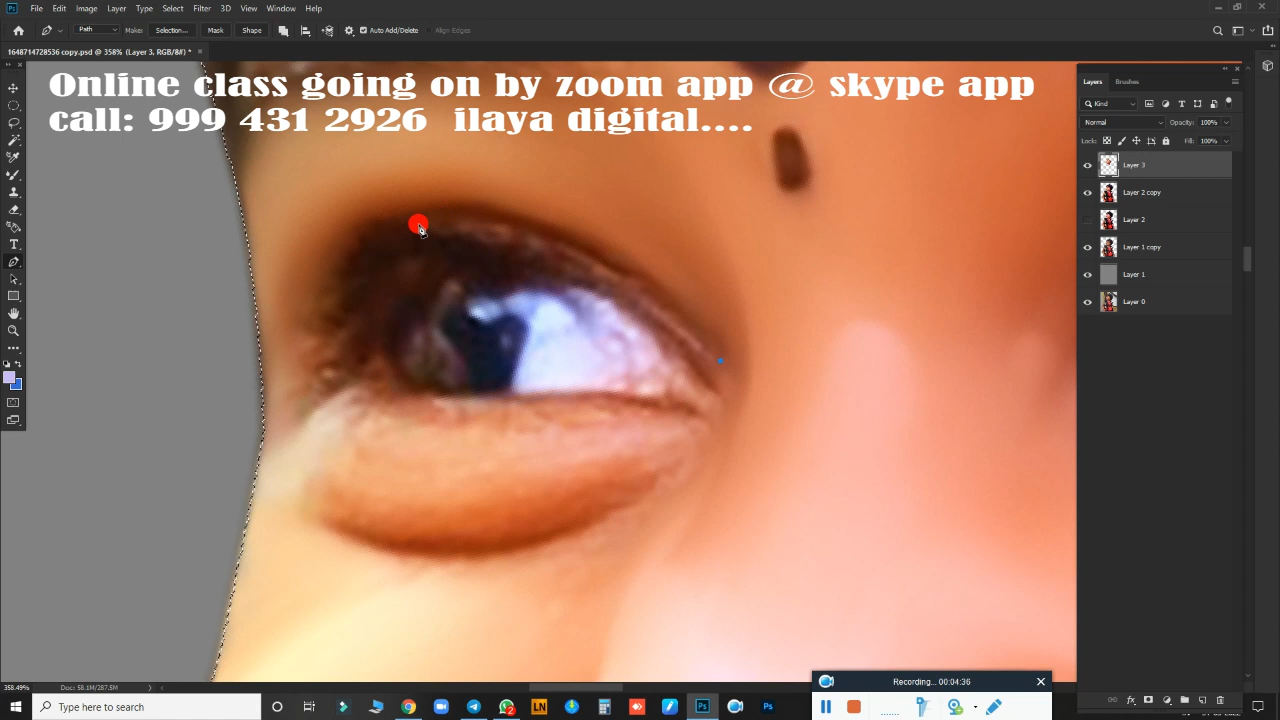 File Edit Image Layer Type Select Filter 3D View Window Help
Path Makes Selection... Mask Shape Auto Add/Delete Align Edges
1648714728536 copy.psd @ 358% (Layer 3, RGB/8#) *
Online class going on by zoom app @ skype app
call: 999 431 2926 ilaya digital....
Layers Brushes
Kind
Normal Opacity: 100%
Lock: Fill: 100%
Layer 3
Layer 2 copy
Layer 2
Layer 1 copy
Layer 1
Layer 0
358.49% Doc: 58.1M/287.5M
Recording... 00:04:36
Type here to search